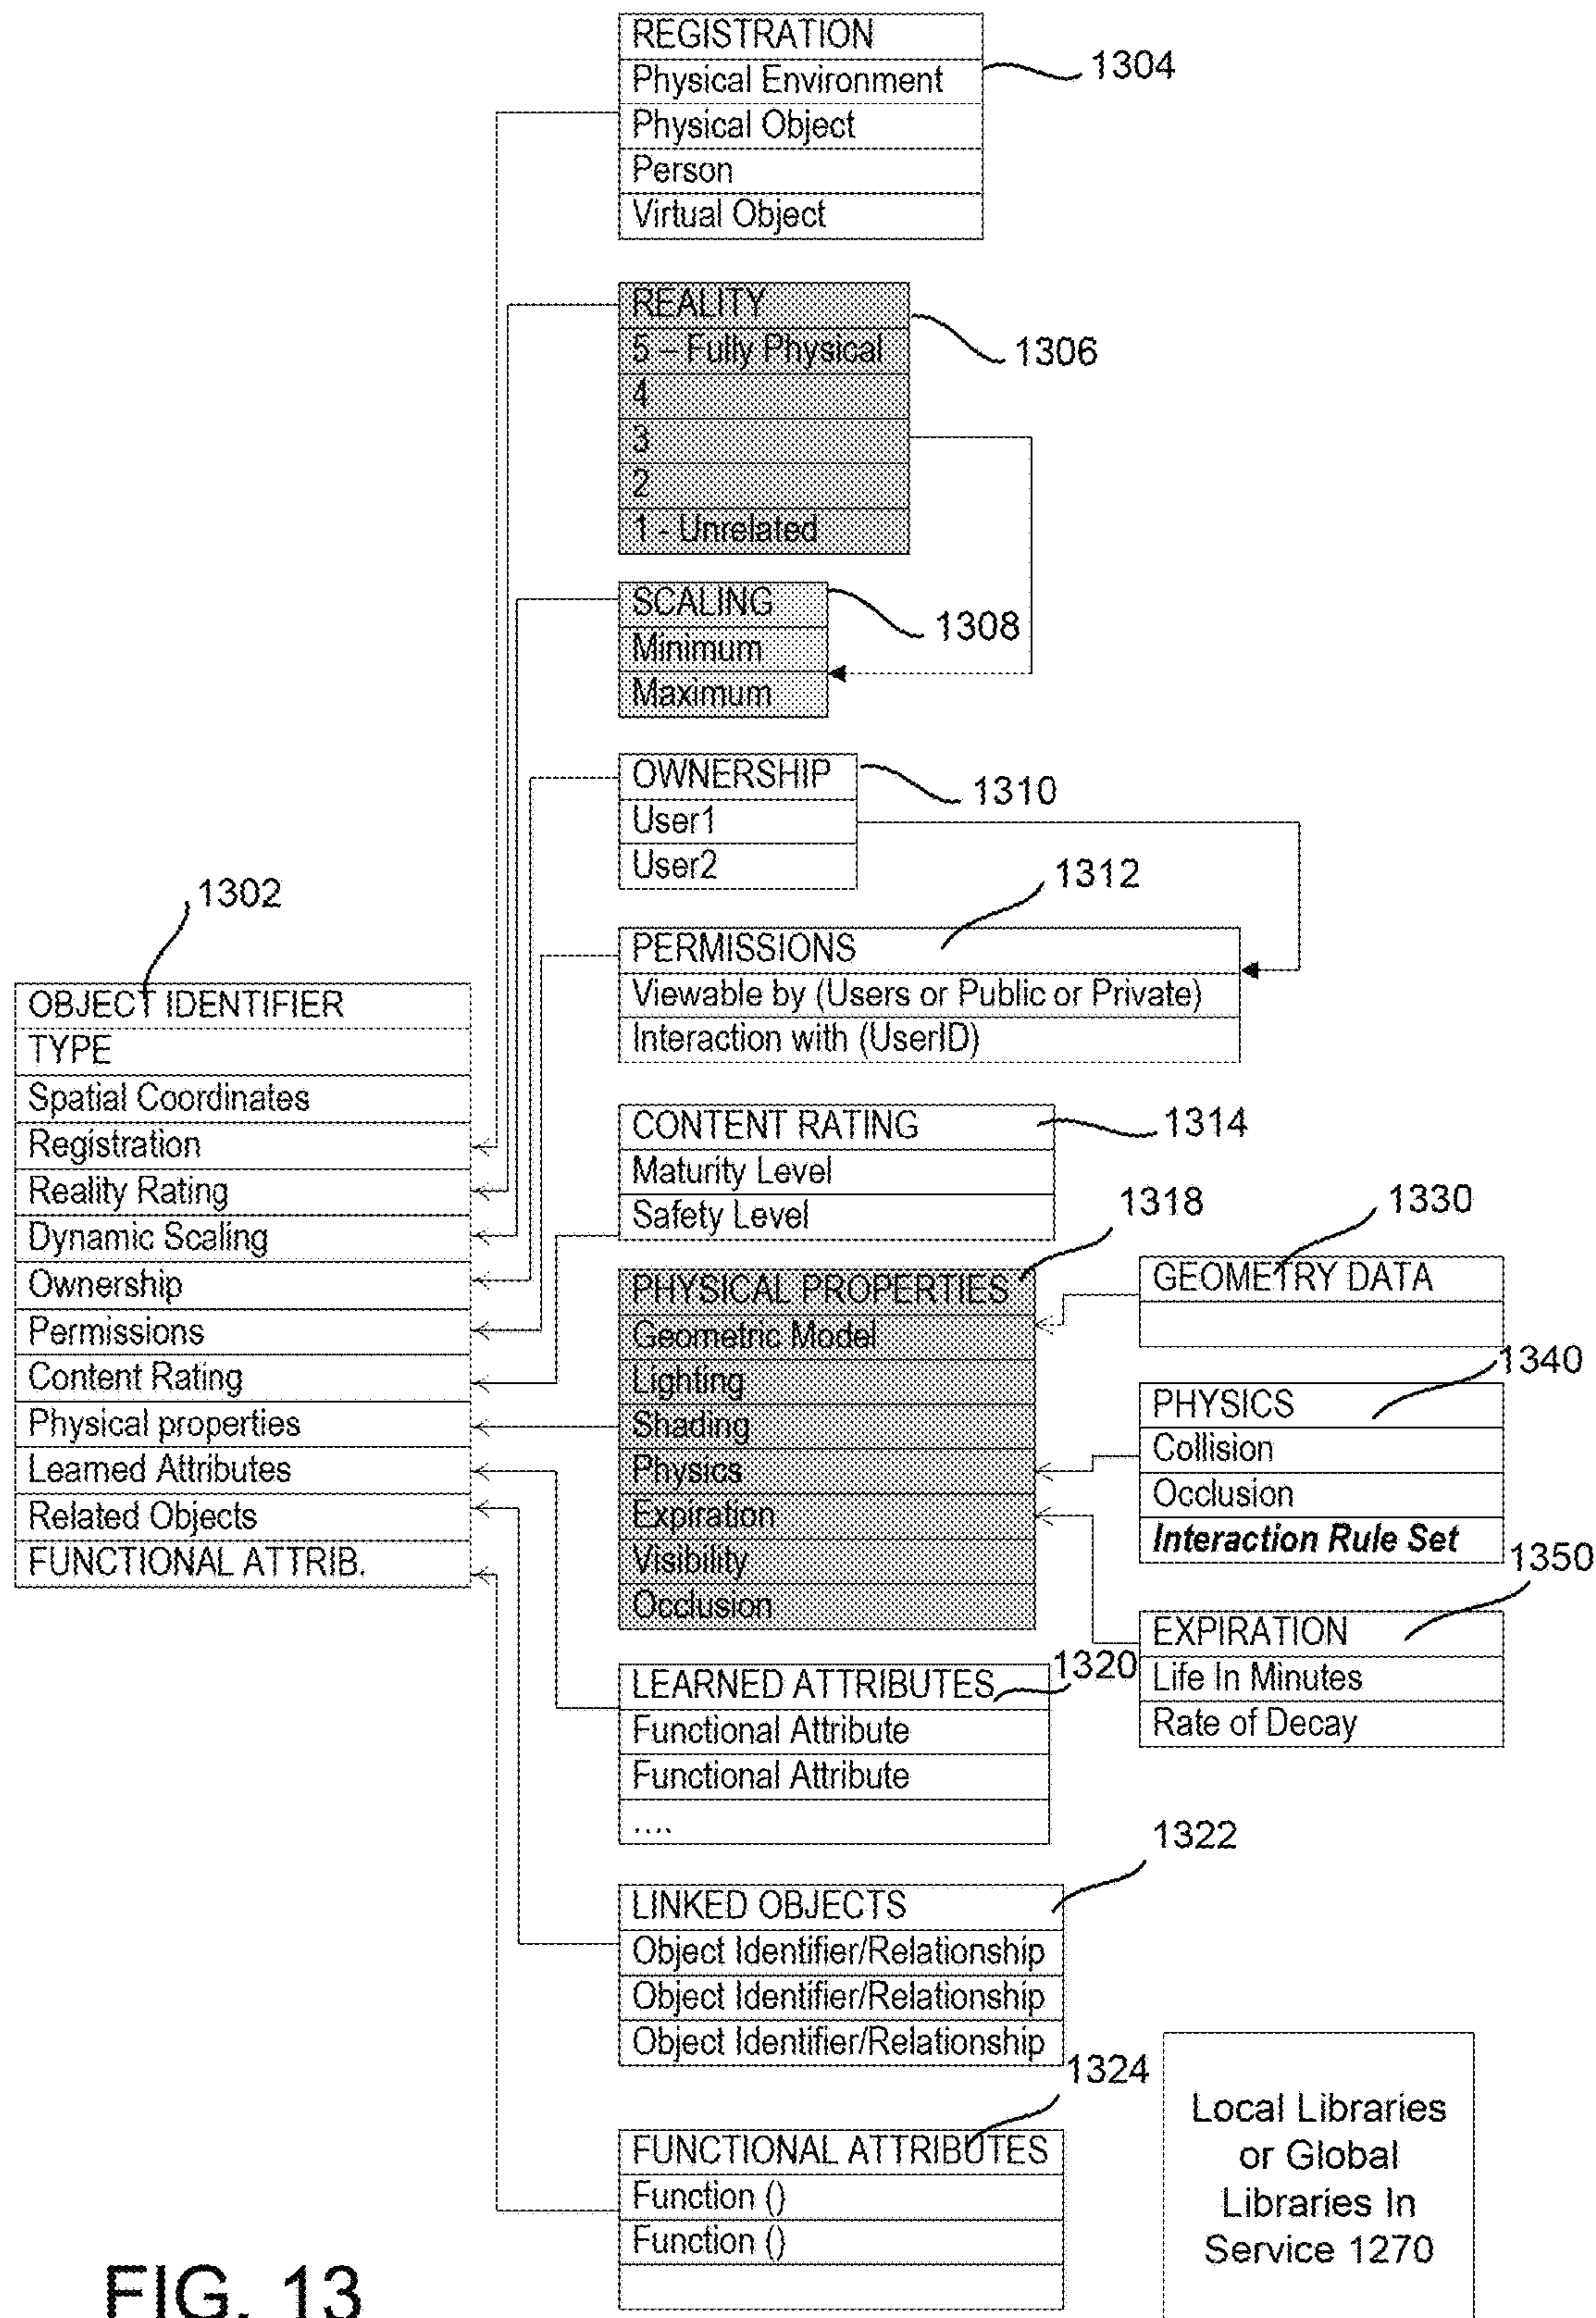 REGISTRATION
Physical Environment
Physical Object
Person
Virtual Object
1304
REALITY
5 – Fully Physical
4
3
2
1 - Unrelated
1306
SCALING
Minimum
Maximum
1308
OWNERSHIP
User1
User2
1310
1312
PERMISSIONS
Viewable by (Users or Public or Private)
Interaction with (UserID)
1302
OBJECT IDENTIFIER
TYPE
Spatial Coordinates
Registration
Reality Rating
Dynamic Scaling
Ownership
Permissions
Content Rating
Physical properties
Learned Attributes
Related Objects
FUNCTIONAL ATTRIB.
CONTENT RATING
Maturity Level
Safety Level
1314
1318
PHYSICAL PROPERTIES
Geometric Model
Lighting
Shading
Physics
Expiration
Visibility
Occlusion
1330
GEOMETRY DATA
1340
PHYSICS
Collision
Occlusion
Interaction Rule Set
1350
EXPIRATION
Life In Minutes
Rate of Decay
1320
LEARNED ATTRIBUTES
Functional Attribute
Functional Attribute
....
1322
LINKED OBJECTS
Object Identifier/Relationship
Object Identifier/Relationship
Object Identifier/Relationship
1324
FUNCTIONAL ATTRIBUTES
Function ()
Function ()
Local Libraries
or Global
Libraries In
Service 1270
FIG. 13